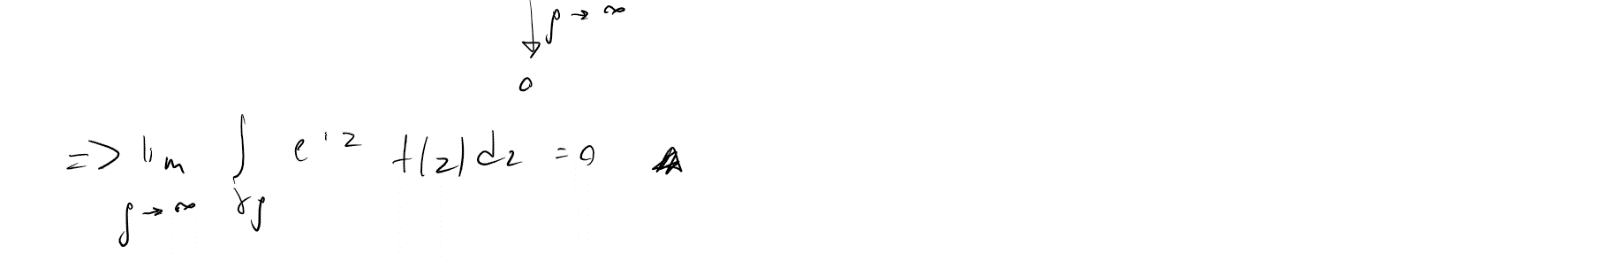 ↓ ρ → ∞
0
=> lim ∫ e^{iz} f(z) dz = 0
ρ → ∞ γρ